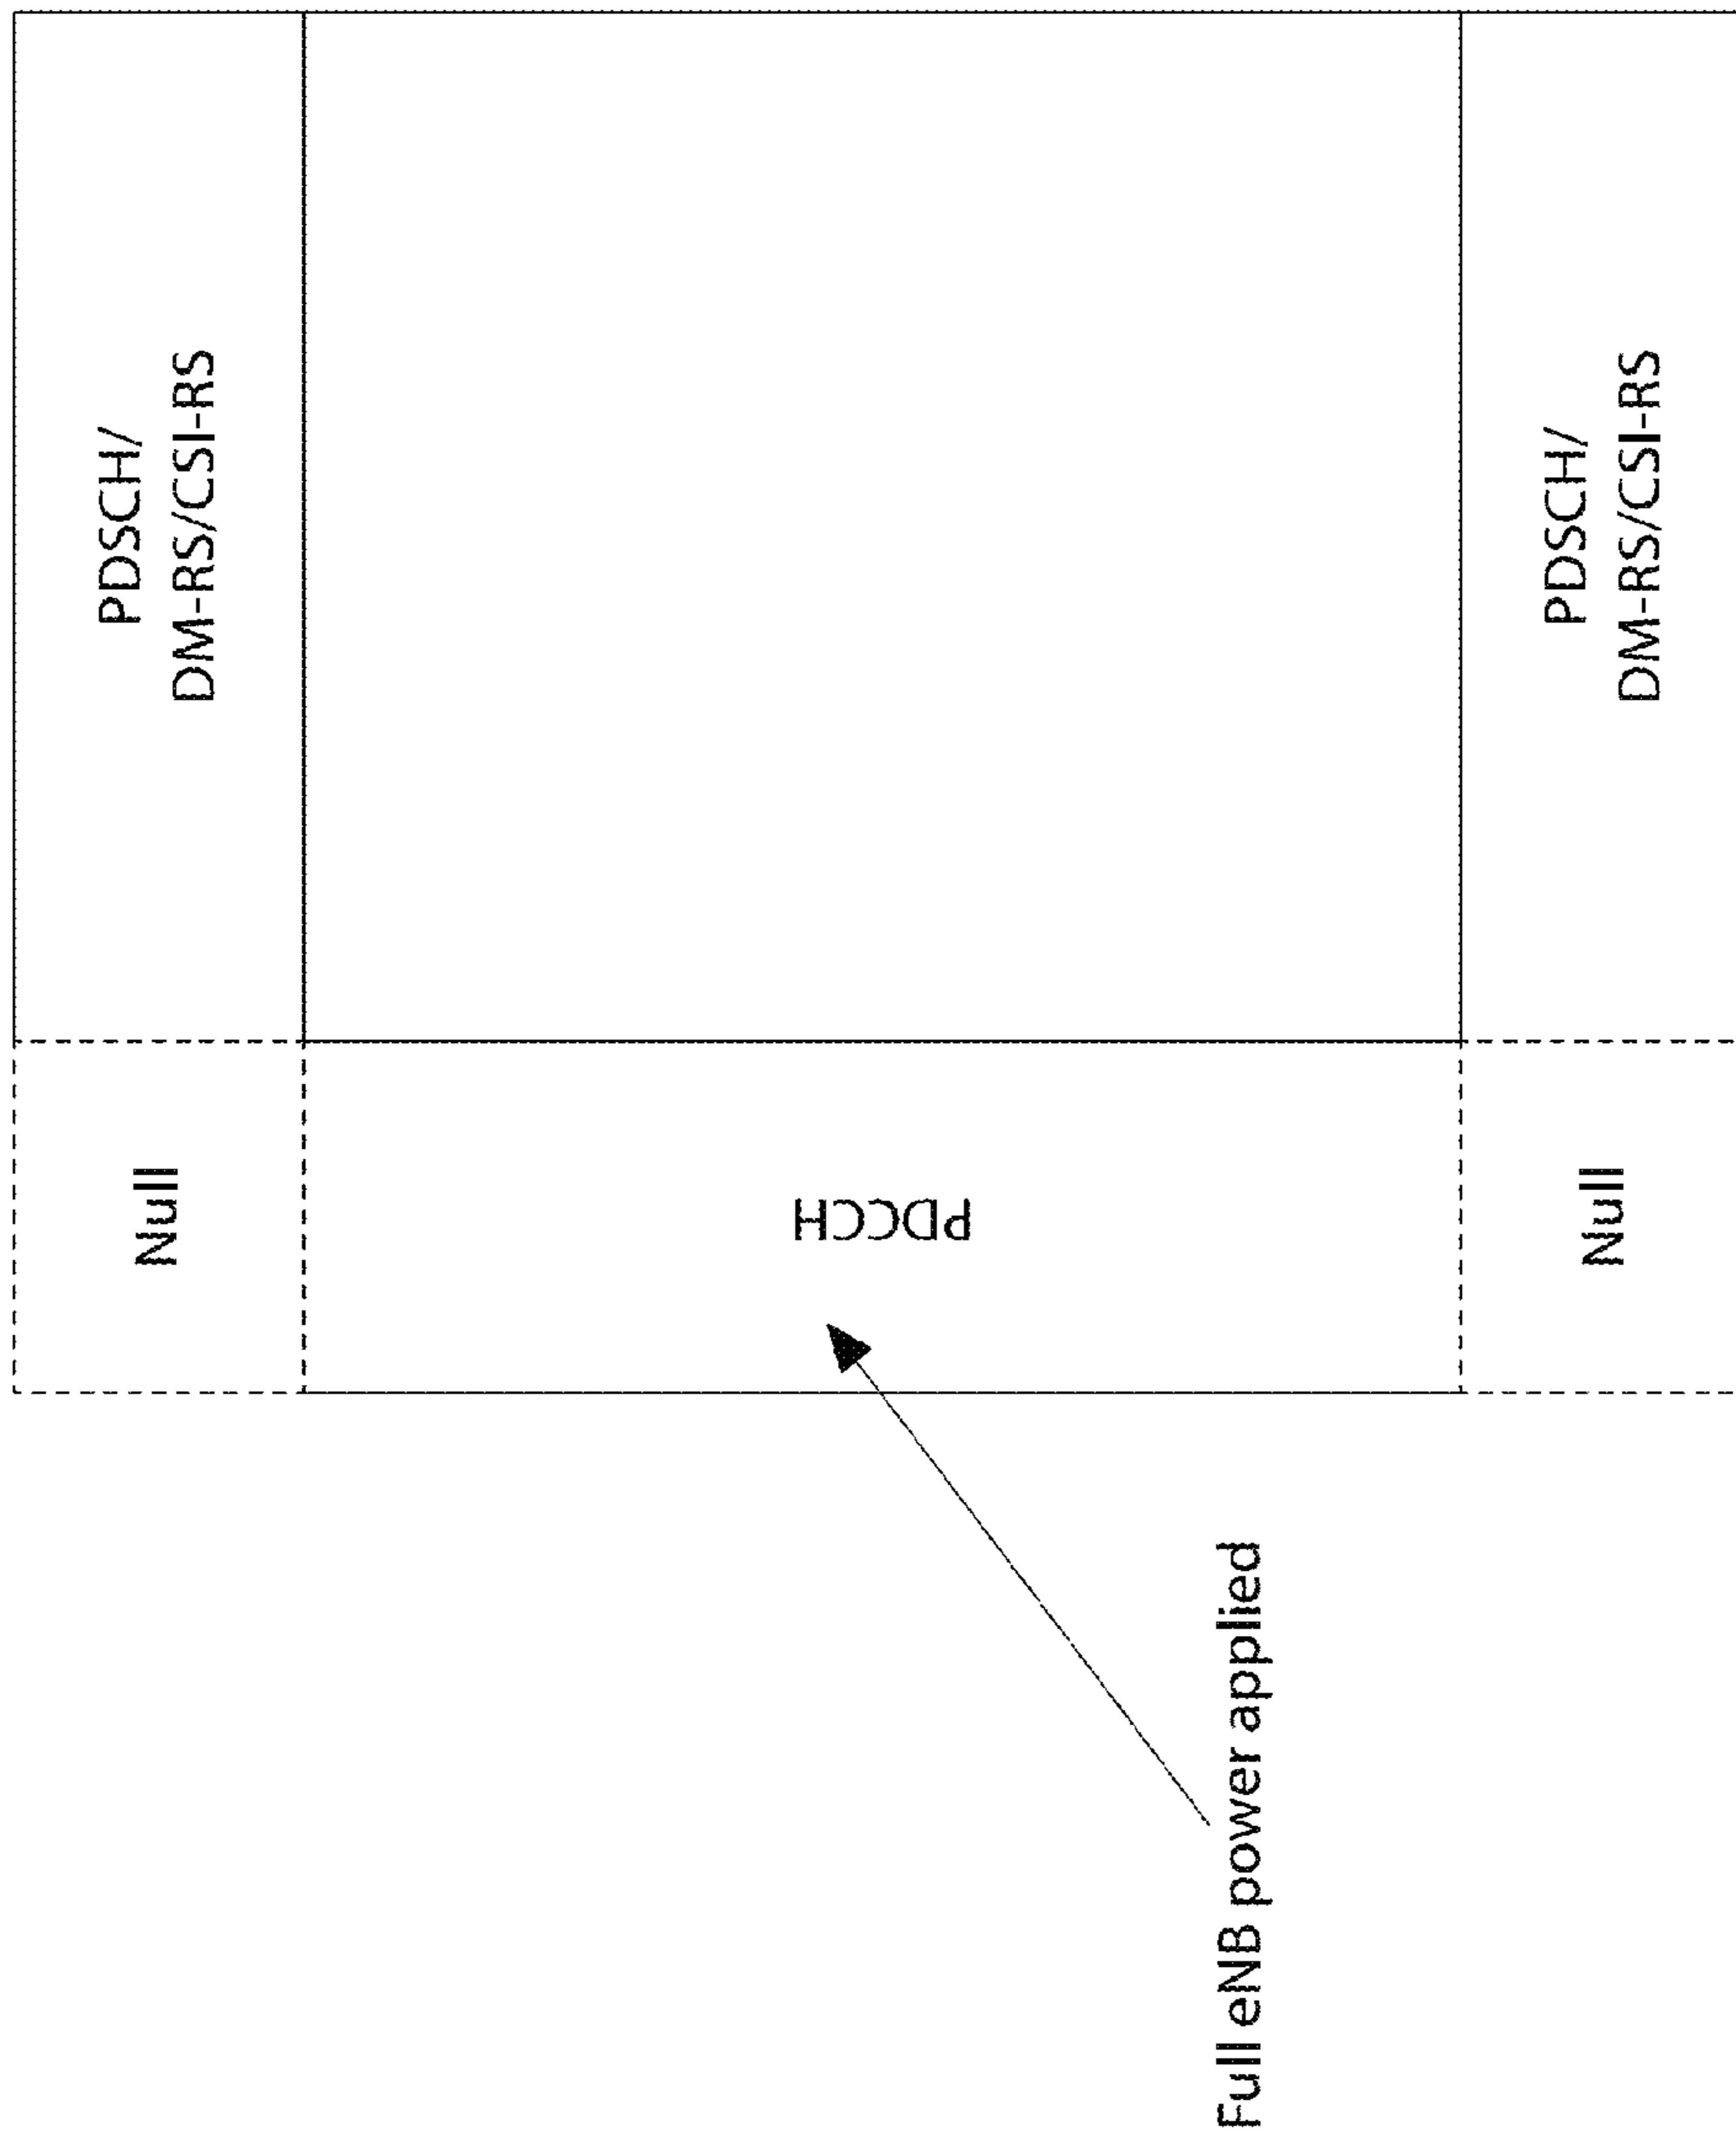 Null
PDSCH/
DM-RS/CSI-RS
PDCCH
Full eNB power applied
Null
PDSCH/
DM-RS/CSI-RS